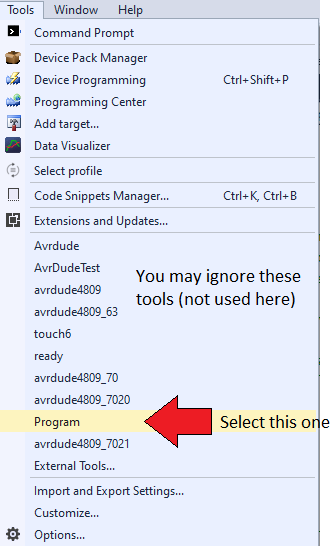 Tools Window Help
Command Prompt
Device Pack Manager
Device Programming Ctrl+Shift+P
Programming Center
Add target...
Data Visualizer
Select profile
Code Snippets Manager... Ctrl+K, Ctrl+B
Extensions and Updates...
Avrdude
AvrDudeTest
You may ignore these
tools (not used here)
avrdude4809
avrdude4809_63
touch6
ready
avrdude4809_70
avrdude4809_7020
Program
Select this one
avrdude4809_7021
External Tools...
Import and Export Settings...
Customize...
Options...